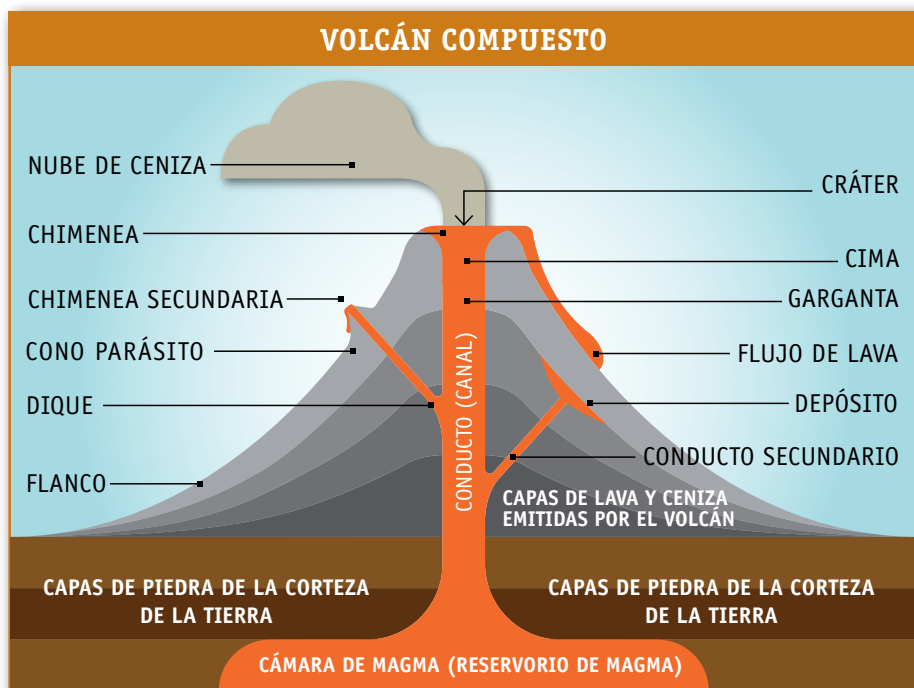 VOLCÁN COMPUESTO
NUBE DE CENIZA
CHIMENEA
CHIMENEA SECUNDARIA
CONO PARÁSITO
DIQUE
FLANCO
CRÁTER
CIMA
GARGANTA
FLUJO DE LAVA
DEPÓSITO
CONDUCTO SECUNDARIO
CONDUCTO (CANAL)
CAPAS DE LAVA Y CENIZA
EMITIDAS POR EL VOLCÁN
CAPAS DE PIEDRA DE LA CORTEZA
DE LA TIERRA
CAPAS DE PIEDRA DE LA CORTEZA
DE LA TIERRA
CÁMARA DE MAGMA (RESERVORIO DE MAGMA)